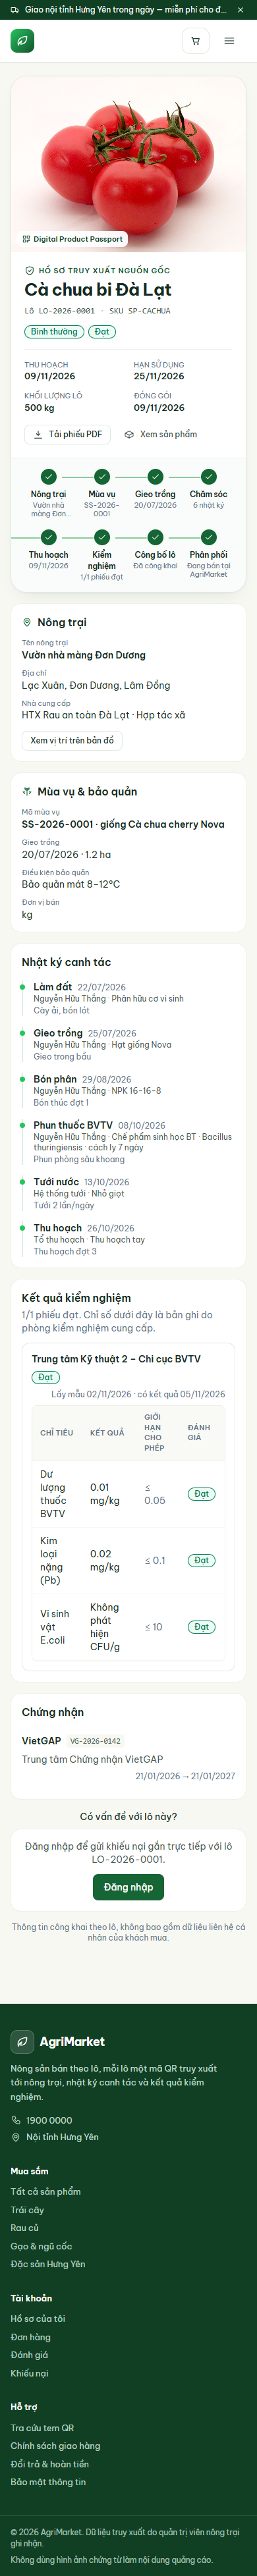 Giao nội tỉnh Hưng Yên trong ngày — miễn phí cho đ...
Digital Product Passport
HỒ SƠ TRUY XUẤT NGUỒN GỐC
Cà chua bi Đà Lạt
Lô LO-2026-0001 · SKU SP-CACHUA
Bình thường Đạt
THU HOẠCH HẠN SỬ DỤNG
09/11/2026 25/11/2026
KHỐI LƯỢNG LÔ ĐÓNG GÓI
500 kg 09/11/2026
Tải phiếu PDF Xem sản phẩm
Nông trại Mùa vụ Gieo trồng Chăm sóc
Vườn nhà SS-2026- 20/07/2026 6 nhật ký
màng Đơn... 0001
Thu hoạch Kiểm Công bố lô Phân phối
09/11/2026 nghiệm Đã công khai Đang bán tại
1/1 phiếu đạt AgriMarket
Nông trại
Tên nông trại
Vườn nhà màng Đơn Dương
Địa chỉ
Lạc Xuân, Đơn Dương, Lâm Đồng
Nhà cung cấp
HTX Rau an toàn Đà Lạt · Hợp tác xã
Xem vị trí trên bản đồ
Mùa vụ & bảo quản
Mã mùa vụ
SS-2026-0001 · giống Cà chua cherry Nova
Gieo trồng
20/07/2026 · 1.2 ha
Điều kiện bảo quản
Bảo quản mát 8–12°C
Đơn vị bán
kg
Nhật ký canh tác
Làm đất 22/07/2026
Nguyễn Hữu Thắng · Phân hữu cơ vi sinh
Cày ải, bón lót
Gieo trồng 25/07/2026
Nguyễn Hữu Thắng · Hạt giống Nova
Gieo trong bầu
Bón phân 29/08/2026
Nguyễn Hữu Thắng · NPK 16-16-8
Bón thúc đợt 1
Phun thuốc BVTV 08/10/2026
Nguyễn Hữu Thắng · Chế phẩm sinh học BT · Bacillus
thuringiensis · cách ly 7 ngày
Phun phòng sâu khoang
Tưới nước 13/10/2026
Hệ thống tưới · Nhỏ giọt
Tưới 2 lần/ngày
Thu hoạch 26/10/2026
Tổ thu hoạch · Thu hoạch tay
Thu hoạch đợt 3
Kết quả kiểm nghiệm
1/1 phiếu đạt. Chỉ số dưới đây là bản ghi do
phòng kiểm nghiệm cung cấp.
Trung tâm Kỹ thuật 2 – Chi cục BVTV
Đạt
Lấy mẫu 02/11/2026 · có kết quả 05/11/2026
GIỚI
HẠN
CHỈ TIÊU KẾT QUẢ CHO ĐÁNH
PHÉP GIÁ
Dư
lượng 0.01 ≤ Đạt
thuốc mg/kg 0.05
BVTV
Kim
loại 0.02 ≤ 0.1 Đạt
nặng mg/kg
(Pb)
Vi sinh Không
vật phát ≤ 10 Đạt
E.coli hiện
CFU/g
Chứng nhận
VietGAP VG-2026-0142
Trung tâm Chứng nhận VietGAP
21/01/2026 → 21/01/2027
Có vấn đề với lô này?
Đăng nhập để gửi khiếu nại gắn trực tiếp với lô
LO-2026-0001.
Đăng nhập
Thông tin công khai theo lô, không bao gồm dữ liệu liên hệ cá
nhân của khách mua.
AgriMarket
Nông sản bán theo lô, mỗi lô một mã QR truy xuất
tới nông trại, nhật ký canh tác và kết quả kiểm
nghiệm.
1900 0000
Nội tỉnh Hưng Yên
Mua sắm
Tất cả sản phẩm
Trái cây
Rau củ
Gạo & ngũ cốc
Đặc sản Hưng Yên
Tài khoản
Hồ sơ của tôi
Đơn hàng
Đánh giá
Khiếu nại
Hỗ trợ
Tra cứu tem QR
Chính sách giao hàng
Đổi trả & hoàn tiền
Bảo mật thông tin
© 2026 AgriMarket. Dữ liệu truy xuất do quản trị viên nông trại
ghi nhận.
Không dùng hình ảnh chứng từ làm nội dung quảng cáo.